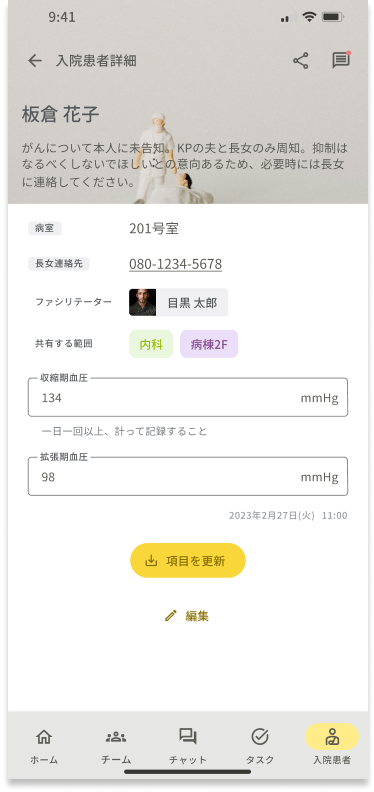 9:41
入院患者詳細
板倉 花子
がんについて本人に未告知。KPの夫と長女のみ周知。抑制は
なるべくしないでほしいとの意向あるため、必要時には長女
に連絡してください。
病室
201号室
長女連絡先
080-1234-5678
ファシリテーター
目黒 太郎
共有する範囲
内科
病棟2F
収縮期血圧
134
mmHg
一日一回以上、計って記録すること
拡張期血圧
98
mmHg
2023年2月27日(火) 11:00
項目を更新
編集
ホーム
チーム
チャット
タスク
入院患者